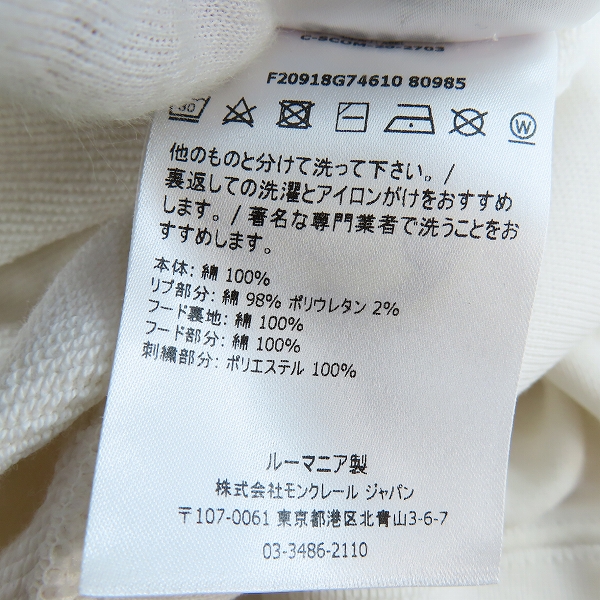 F20918G74610 80985
30
W
他のものと分けて洗って下さい。/
裏返しての洗濯とアイロンがけをおすすめ
します。/ 著名な専門業者で洗うことをお
すすめします。
本体: 綿 100%
リブ部分: 綿 98% ポリウレタン 2%
フード裏地: 綿 100%
フード部分: 綿 100%
刺繍部分: ポリエステル 100%
ルーマニア製
株式会社モンクレール ジャパン
〒107-0061 東京都港区北青山3-6-7
03-3486-2110